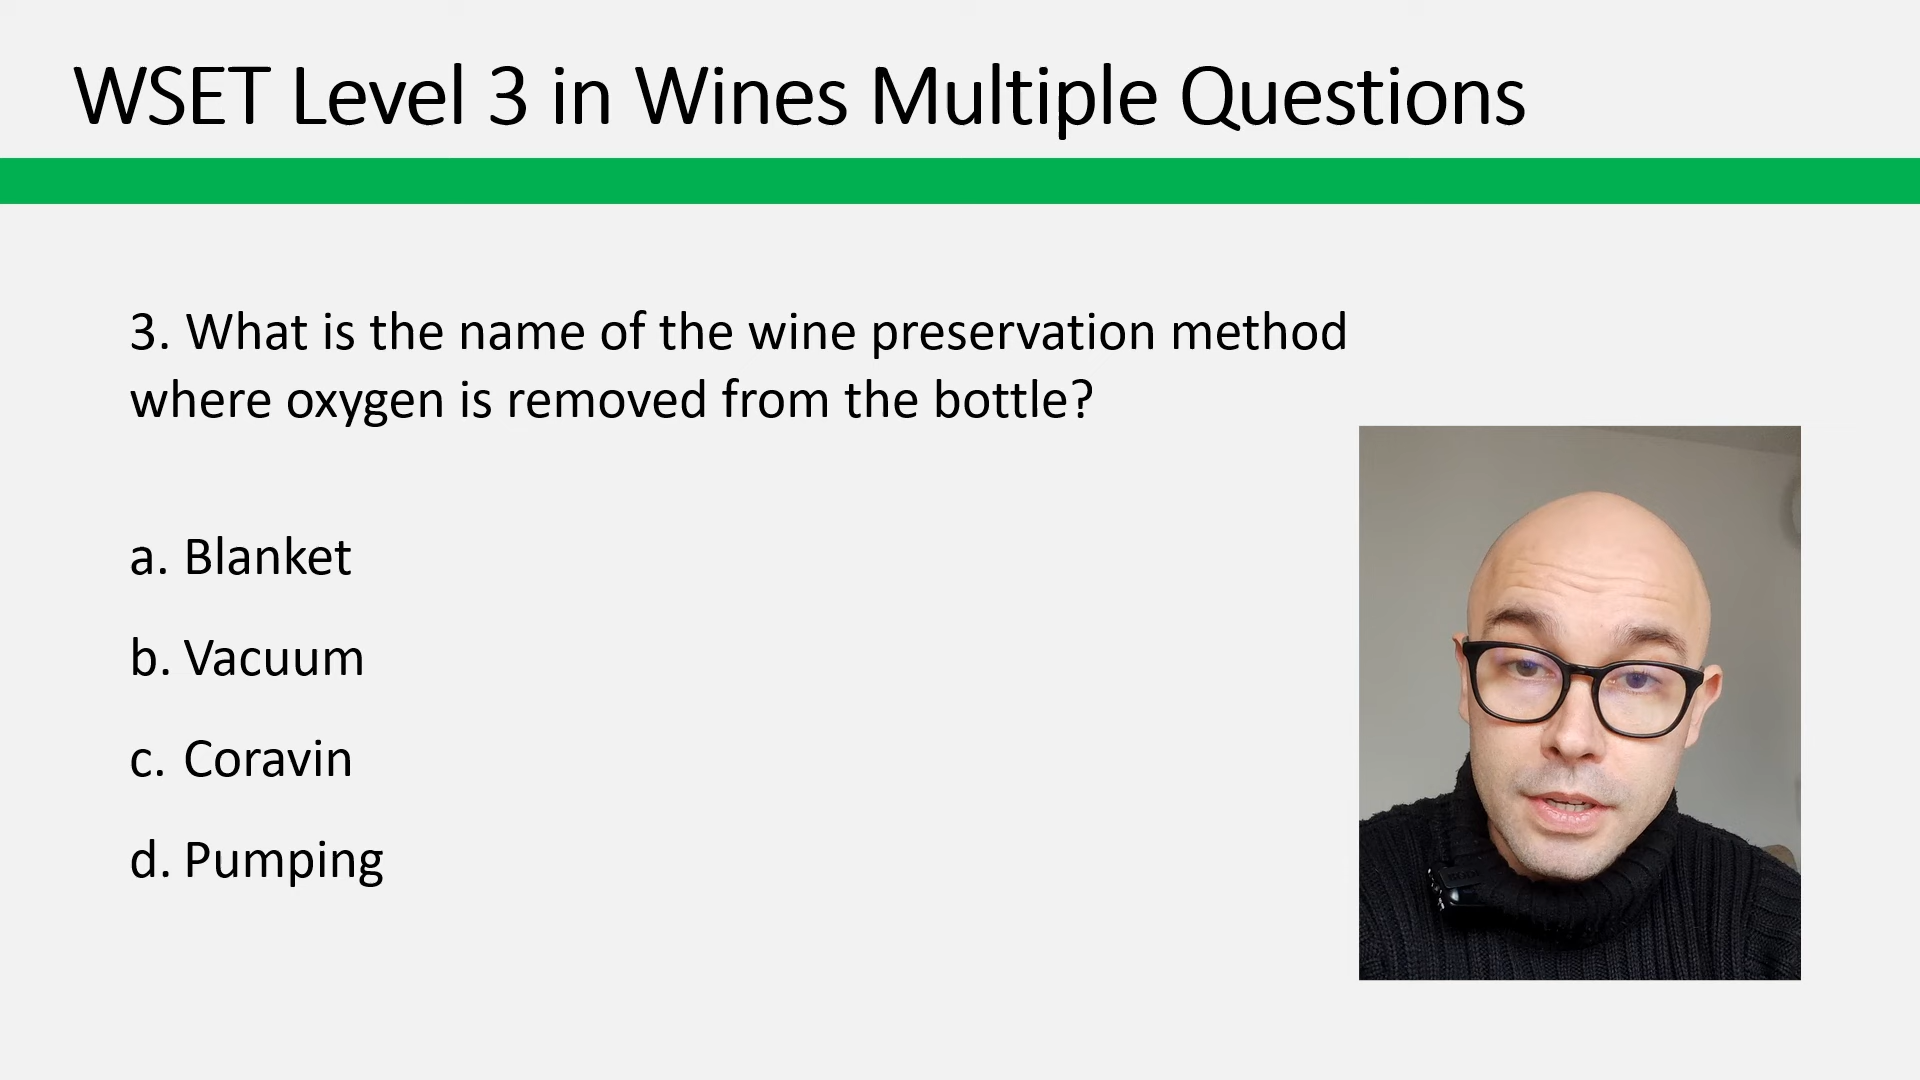 WSET Level 3 in Wines Multiple Questions
3. What is the name of the wine preservation method
where oxygen is removed from the bottle?
a. Blanket
b. Vacuum
c. Coravin
d. Pumping